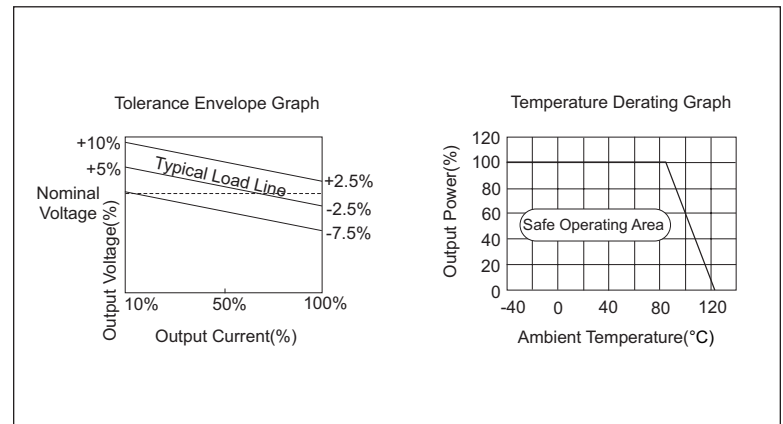 Tolerance Envelope Graph
+10%
+5%
Nominal
Voltage
Output Voltage(%)
Typical Load Line
+2.5%
-2.5%
-7.5%
10%
50%
100%
Output Current(%)
Temperature Derating Graph
Output Power(%)
120
100
80
60
40
20
0
Safe Operating Area
-40
0
40
80
120
Ambient Temperature(°C)